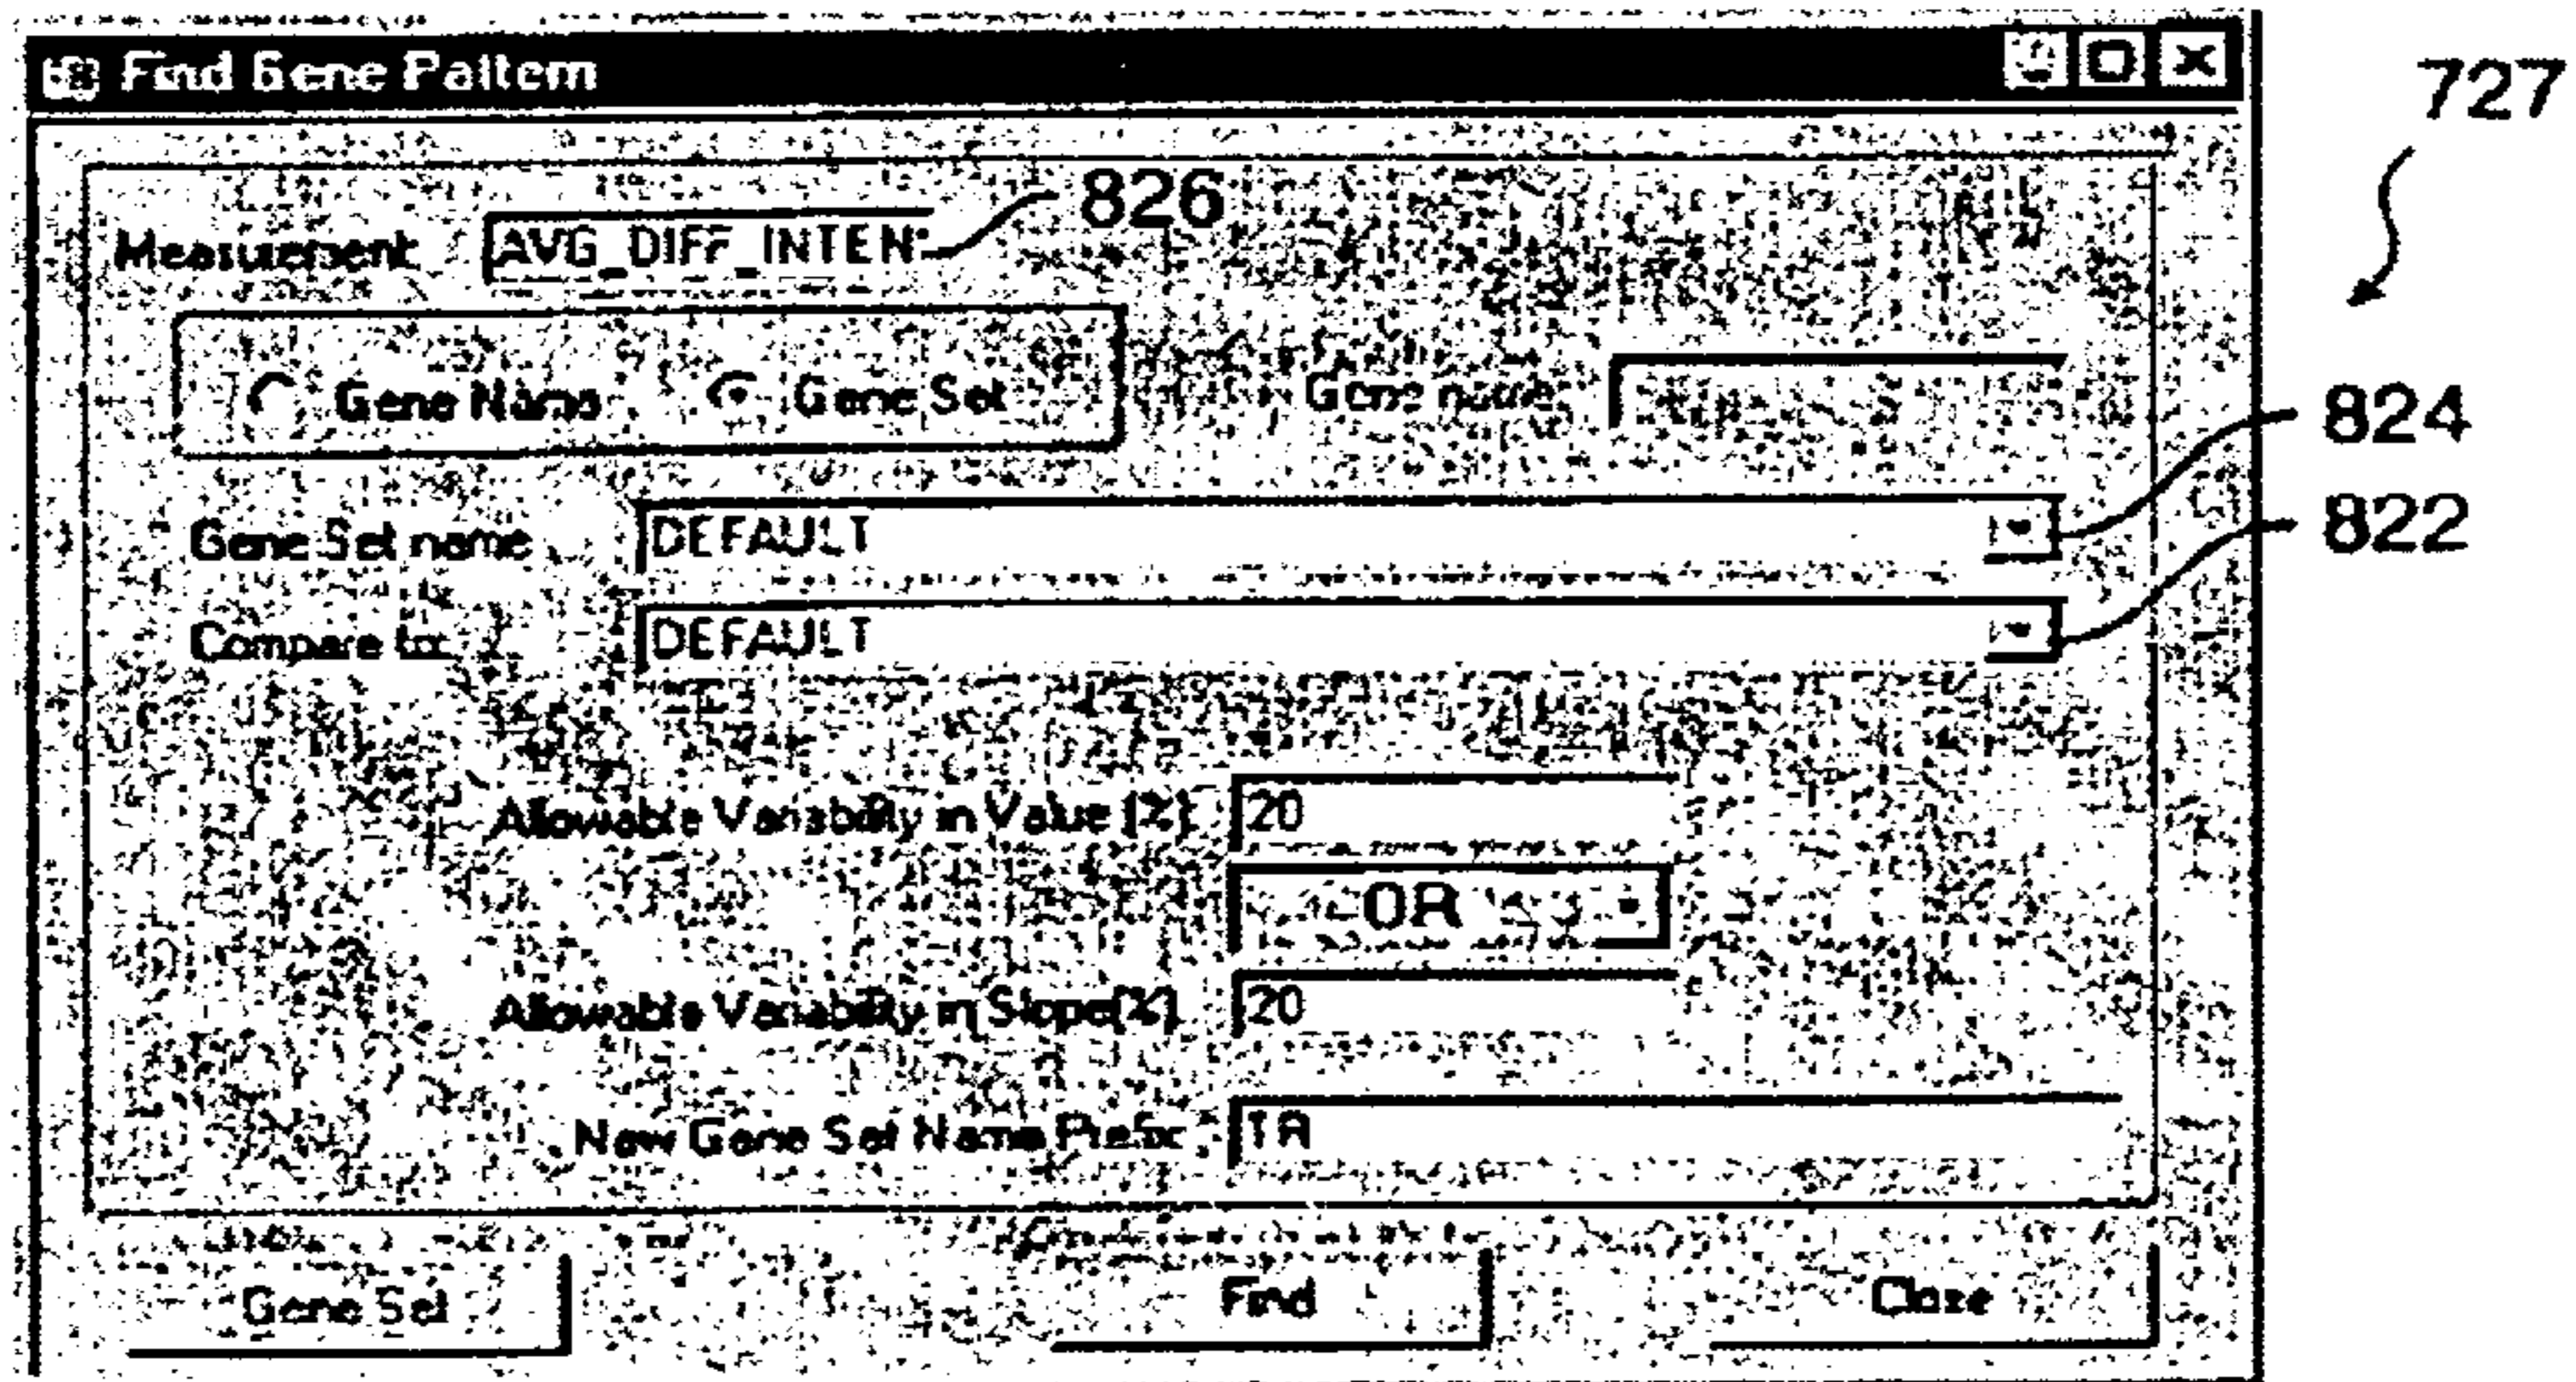 Find Gene Pattern
727
Measurement AVG_DIFF_INTEN 826
Gene Name Gene Set Gene name
824
Gene Set name DEFAULT
822
Compare to: DEFAULT
Allowable Variability in Value (%) 20
OR
Allowable Variability in Slope(%) 20
New Gene Set Name Prefix TR
Gene Set Find Close